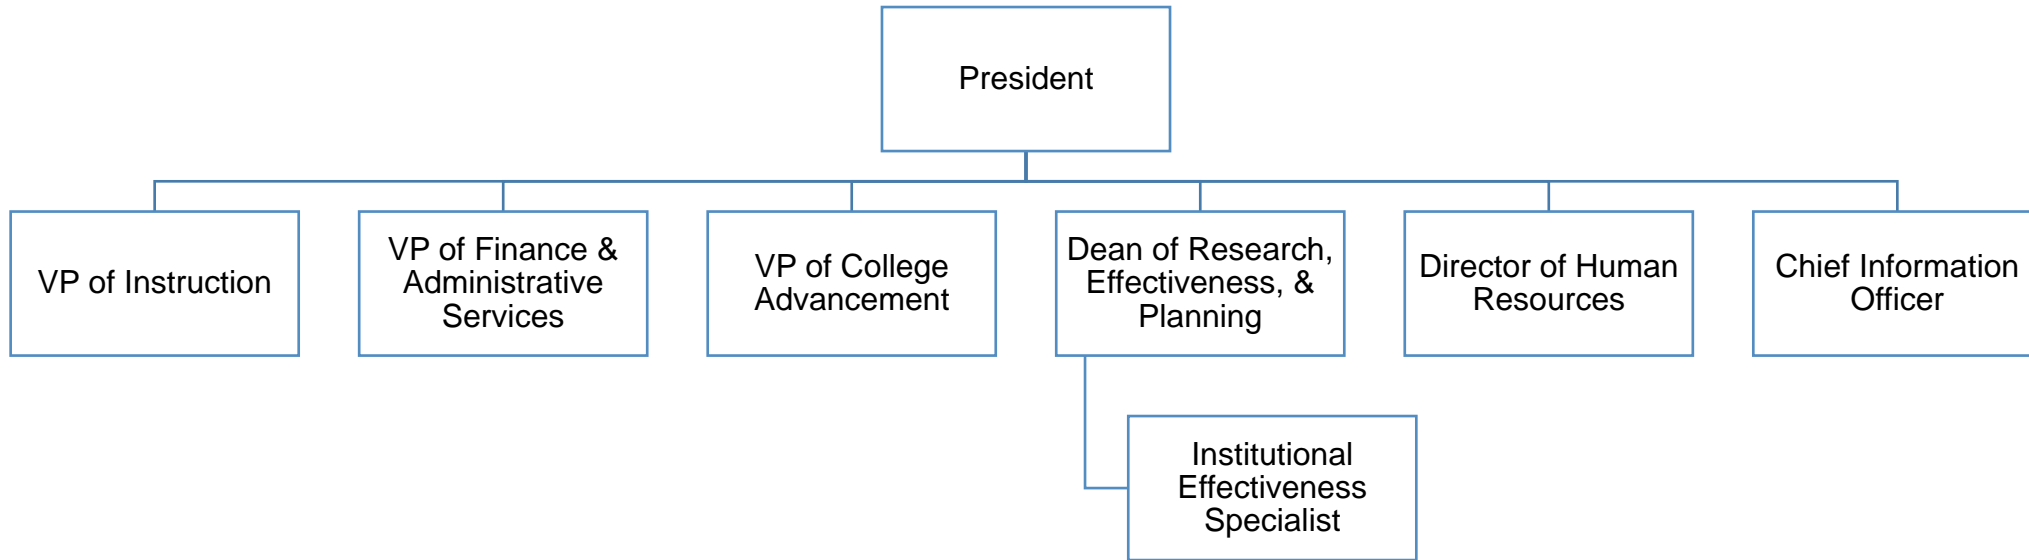 President
VP of Instruction
VP of Finance &
Administrative
Services
VP of College
Advancement
Dean of Research,
Effectiveness, &
Planning
Director of Human
Resources
Chief Information
Officer
Institutional
Effectiveness
Specialist